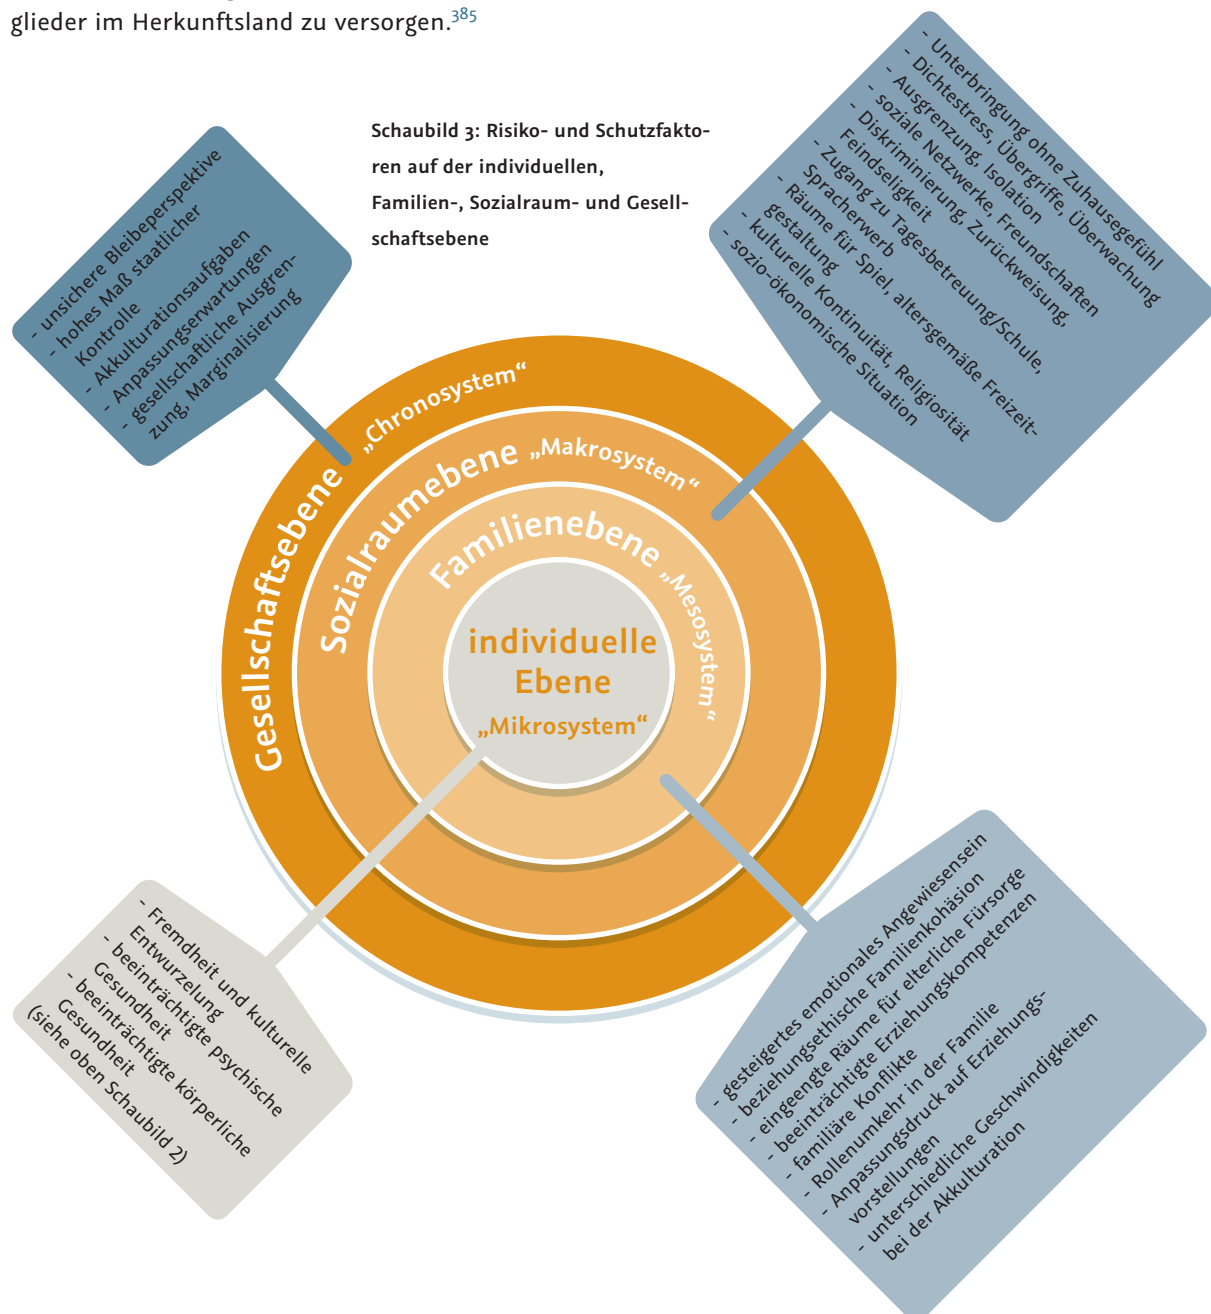 glieder im Herkunftsland zu versorgen.385
Schaubild 3: Risiko- und Schutzfakto-
ren auf der individuellen,
Familien-, Sozialraum- und Gesell-
schaftsebene
- unsichere Bleibeperspektive
- hohes Maß staatlicher
Kontrolle
- Akkulturationsaufgaben
- Anpassungserwartungen
- gesellschaftliche Ausgren-
zung, Marginalisierung
- Unterbringung ohne Zuhausegefühl
- Dichtestress, Übergriffe, Überwachung
- Ausgrenzung, Isolation
- soziale Netzwerke, Freundschaften
- Diskriminierung, Zurückweisung,
Feindseligkeit
- Zugang zu Tagesbetreuung/Schule,
Spracherwerb
- Räume für Spiel, altersgemäße Freizeit-
gestaltung
- kulturelle Kontinuität, Religiosität
- sozio-ökonomische Situation
Gesellschaftsebene „Chronosystem“
Sozialraumebene „Makrosystem“
Familienebene „Mesosystem“
individuelle
Ebene
„Mikrosystem“
- Fremdheit und kulturelle
Entwurzelung
- beeinträchtigte psychische
Gesundheit
- beeinträchtigte körperliche
Gesundheit
(siehe oben Schaubild 2)
- gesteigertes emotionales Angewiesensein
- beziehungsethische Familienkohäsion
- eingeengte Räume für elterliche Fürsorge
- beeinträchtigte Erziehungskompetenzen
- familiäre Konflikte
- Rollenumkehr in der Familie
- Anpassungsdruck auf Erziehungs-
vorstellungen
- unterschiedliche Geschwindigkeiten
bei der Akkulturation